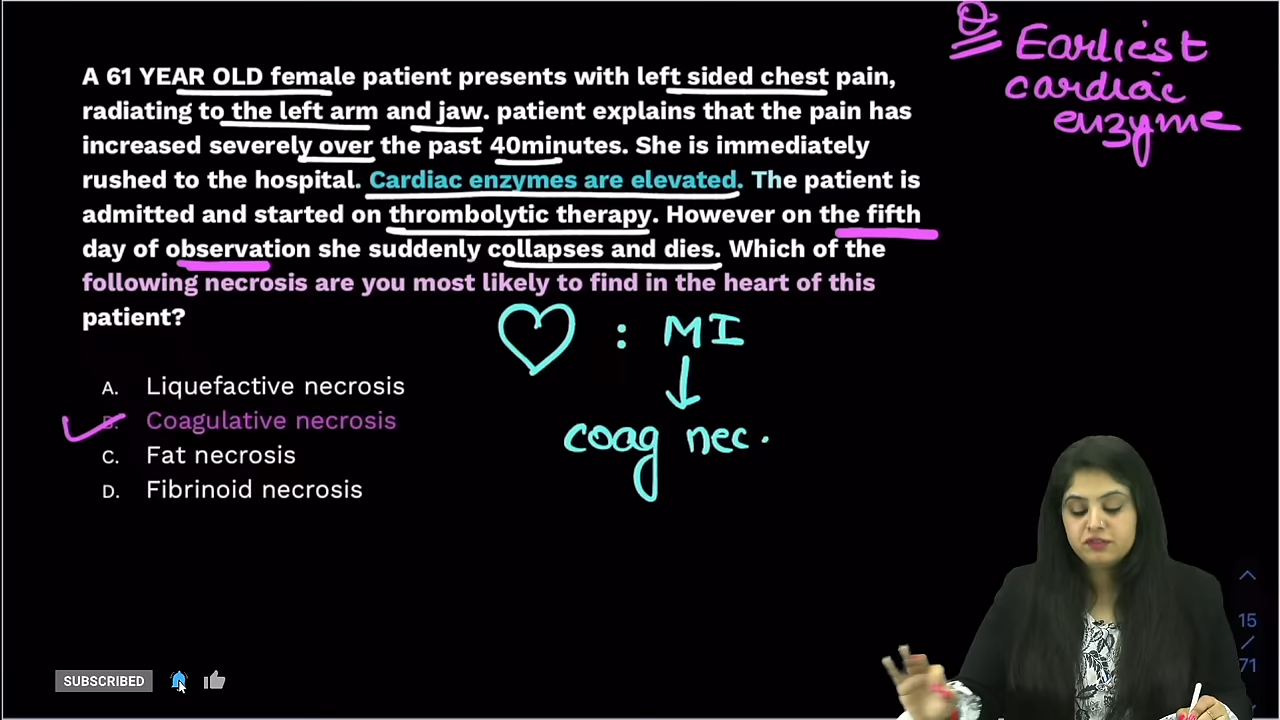 Q Earliest
cardiac
enzyme
A 61 YEAR OLD female patient presents with left sided chest pain,
radiating to the left arm and jaw. patient explains that the pain has
increased severely over the past 40minutes. She is immediately
rushed to the hospital. Cardiac enzymes are elevated. The patient is
admitted and started on thrombolytic therapy. However on the fifth
day of observation she suddenly collapses and dies. Which of the
following necrosis are you most likely to find in the heart of this
patient?
: MI
A. Liquefactive necrosis
B. Coagulative necrosis
coag nec.
C. Fat necrosis
D. Fibrinoid necrosis
15
/
71
SUBSCRIBED